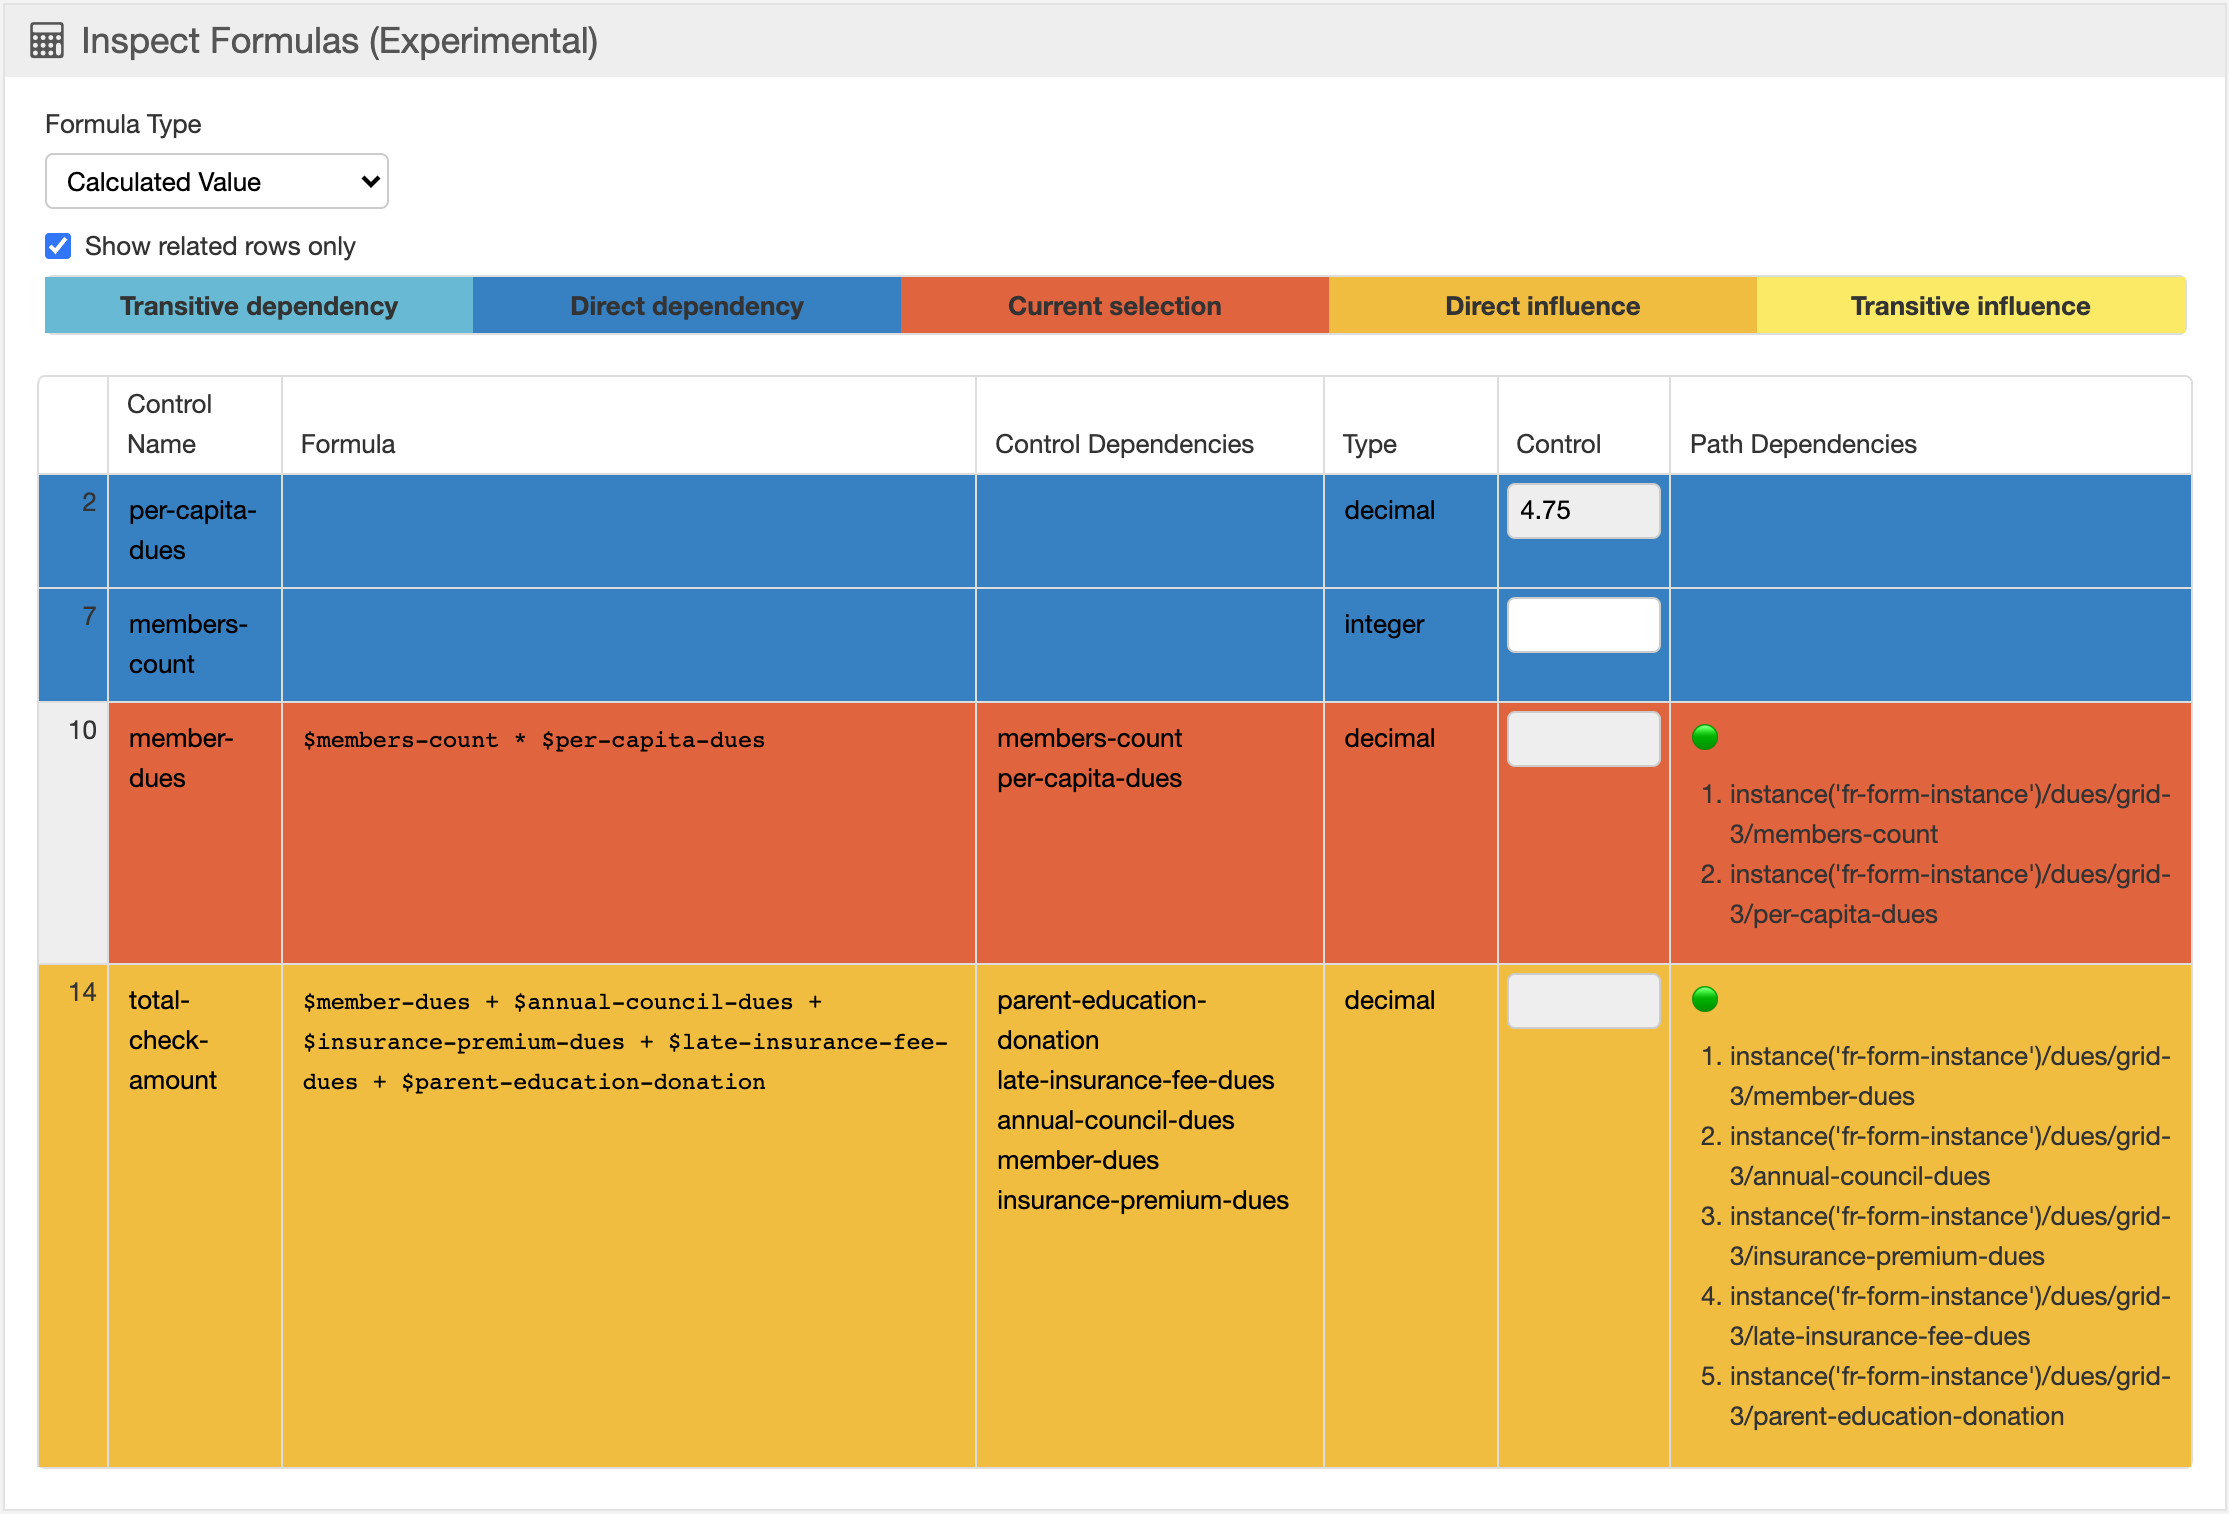 Inspect Formulas (Experimental)
Formula Type
Calculated Value
Show related rows only
Transitive dependency
Direct dependency
Current selection
Direct influence
Transitive influence
Control
Name
Formula
Control Dependencies
Type
Control
Path Dependencies
2
per-capita-
dues
decimal
4.75
7
members-
count
integer
10
member-
dues
$members-count * $per-capita-dues
members-count
per-capita-dues
decimal
1. instance('fr-form-instance')/dues/grid-
3/members-count
2. instance('fr-form-instance')/dues/grid-
3/per-capita-dues
14
total-
check-
amount
$member-dues + $annual-council-dues +
$insurance-premium-dues + $late-insurance-fee-
dues + $parent-education-donation
parent-education-
donation
late-insurance-fee-dues
annual-council-dues
member-dues
insurance-premium-dues
decimal
1. instance('fr-form-instance')/dues/grid-
3/member-dues
2. instance('fr-form-instance')/dues/grid-
3/annual-council-dues
3. instance('fr-form-instance')/dues/grid-
3/insurance-premium-dues
4. instance('fr-form-instance')/dues/grid-
3/late-insurance-fee-dues
5. instance('fr-form-instance')/dues/grid-
3/parent-education-donation